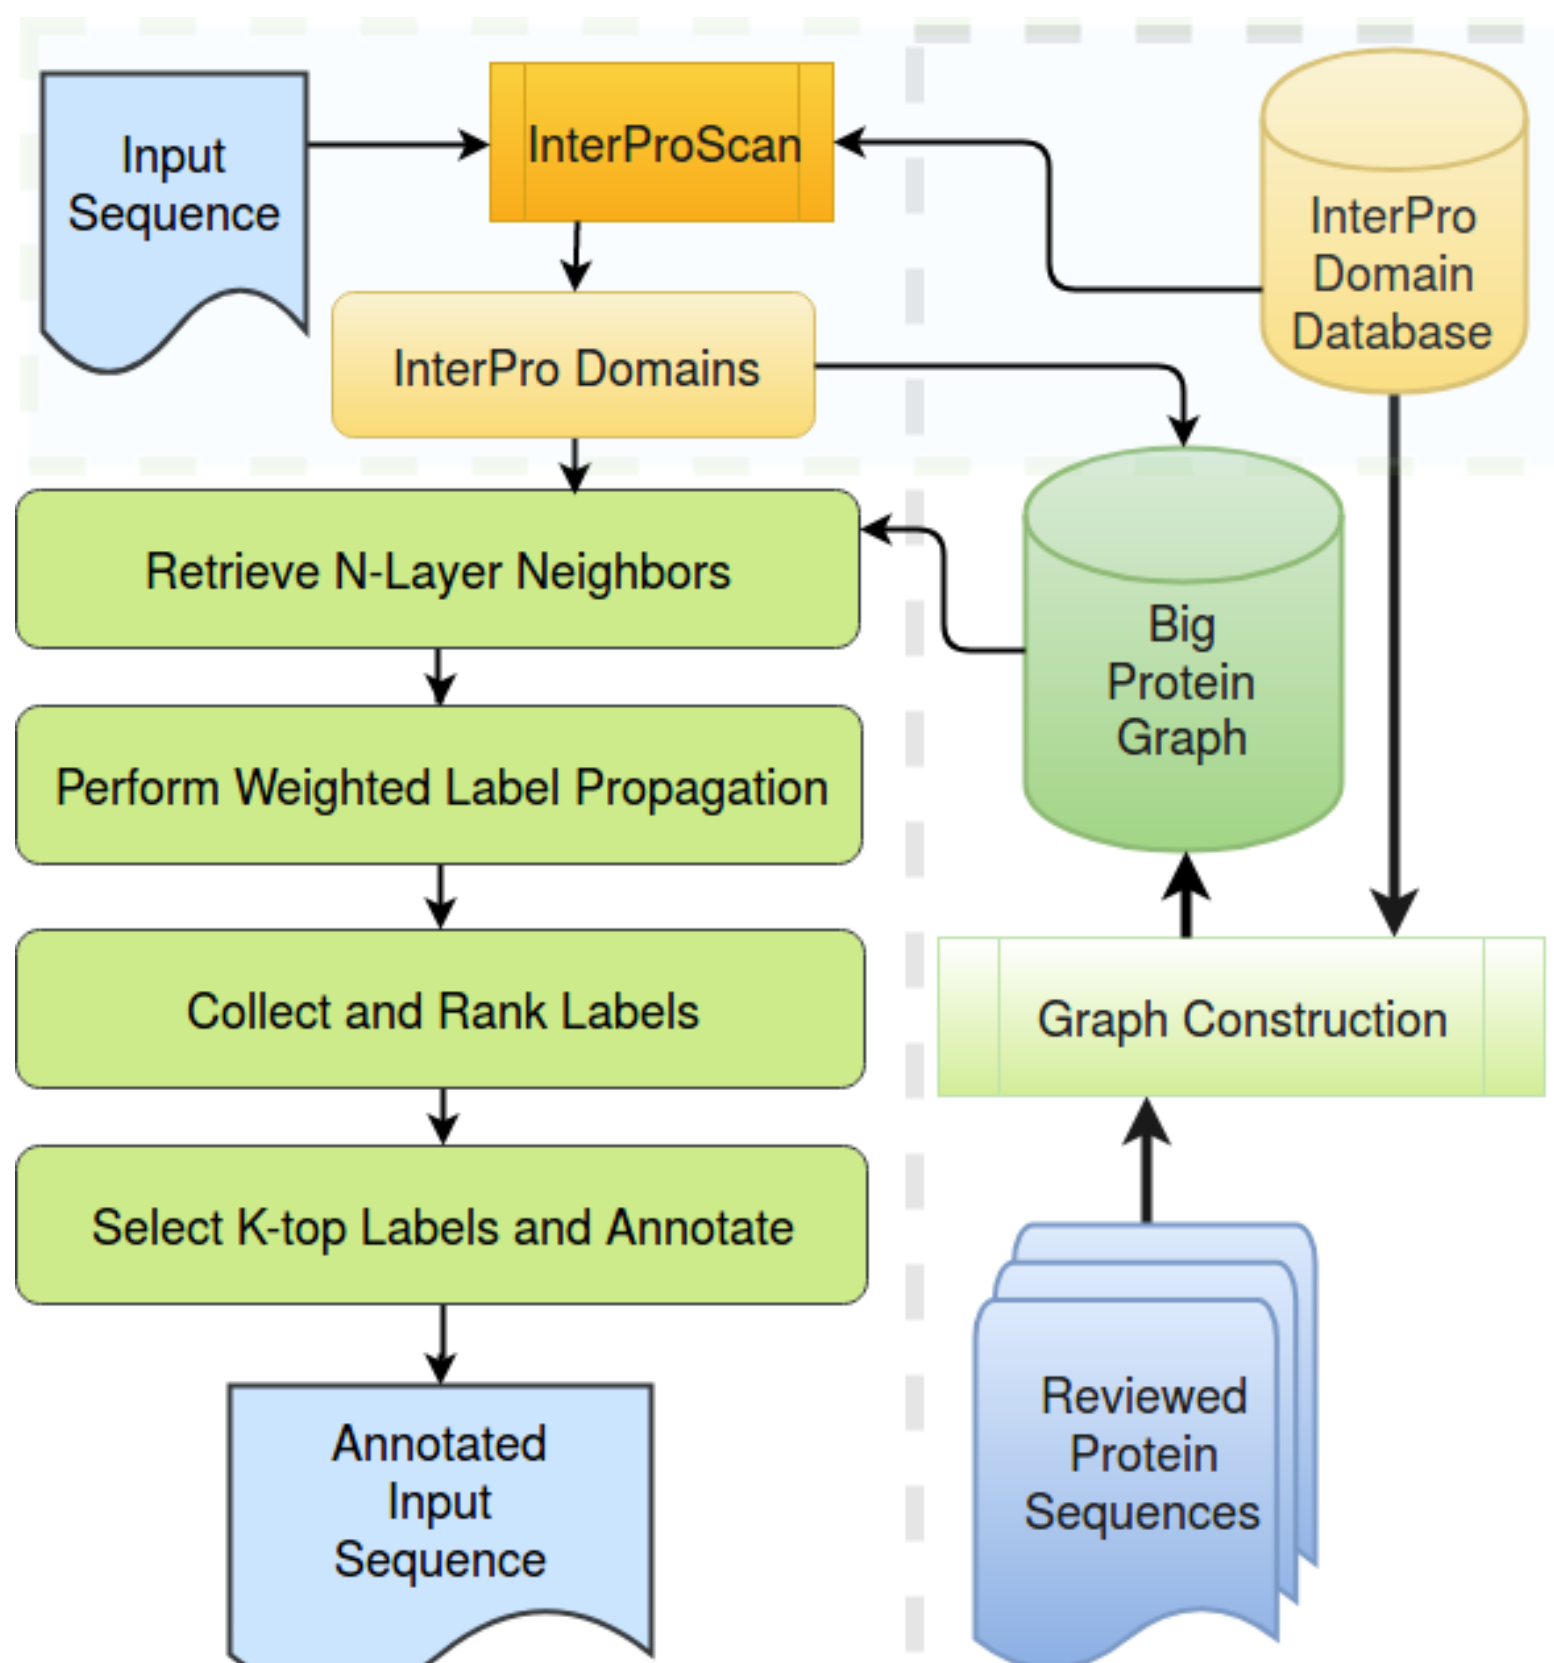 Input
Sequence
InterProScan
InterPro
Domain
Database
InterPro Domains
Retrieve N-Layer Neighbors
Big
Protein
Graph
Perform Weighted Label Propagation
Collect and Rank Labels
Graph Construction
Select K-top Labels and Annotate
Annotated
Input
Sequence
Reviewed
Protein
Sequences